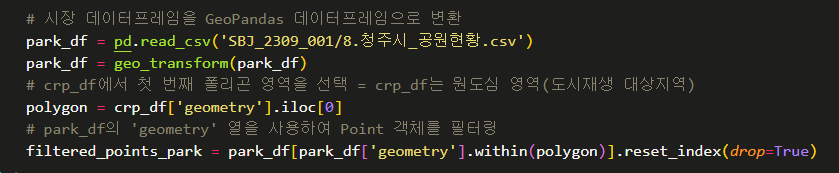 # 시장 데이터프레임을 GeoPandas 데이터프레임으로 변환
park_df = pd.read_csv('SBJ_2309_001/8.청주시_공원현황.csv')
park_df = geo_transform(park_df)
# crp_df에서 첫 번째 폴리곤 영역을 선택 = crp_df는 원도심 영역(도시재생 대상지역)
polygon = crp_df['geometry'].iloc[0]
# park_df의 'geometry' 열을 사용하여 Point 객체를 필터링
filtered_points_park = park_df[park_df['geometry'].within(polygon)].reset_index(drop=True)